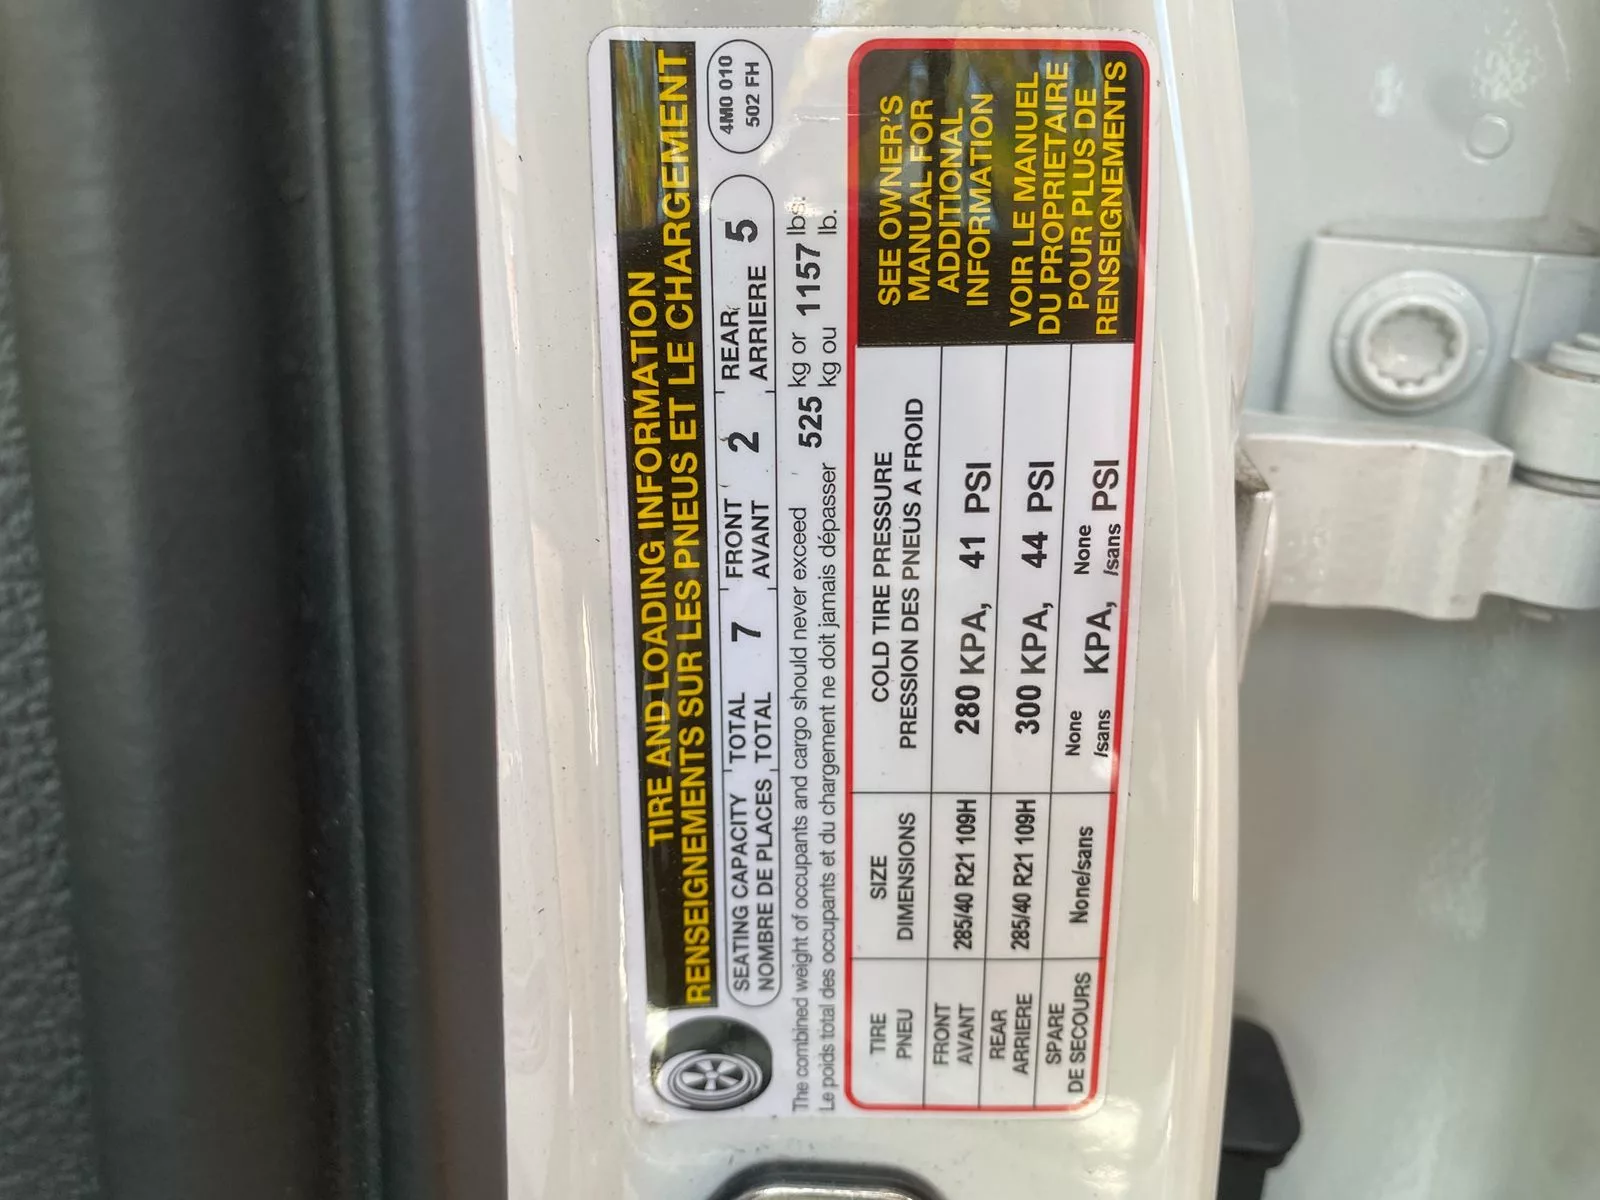 TIRE AND LOADING INFORMATION
RENSEIGNEMENTS SUR LES PNEUS ET LE CHARGEMENT
SEATING CAPACITY TOTAL 7 FRONT 2 REAR 5
NOMBRE DE PLACES TOTAL AVANT ARRIERE
4M0 010
502 FH
The combined weight of occupants and cargo should never exceed 525 kg or 1157 lbs.
Le poids total des occupants et du chargement ne doit jamais dépasser kg ou lb.
TIRE SIZE COLD TIRE PRESSURE
PNEU DIMENSIONS PRESSION DES PNEUS A FROID
FRONT
AVANT 285/40 R21 109H 280 KPA, 41 PSI
REAR
ARRIERE 285/40 R21 109H 300 KPA, 44 PSI
SPARE
DE SECOURS None/sans None /sans KPA, None /sans PSI
SEE OWNER'S
MANUAL FOR
ADDITIONAL
INFORMATION
VOIR LE MANUEL
DU PROPRIETAIRE
POUR PLUS DE
RENSEIGNEMENTS